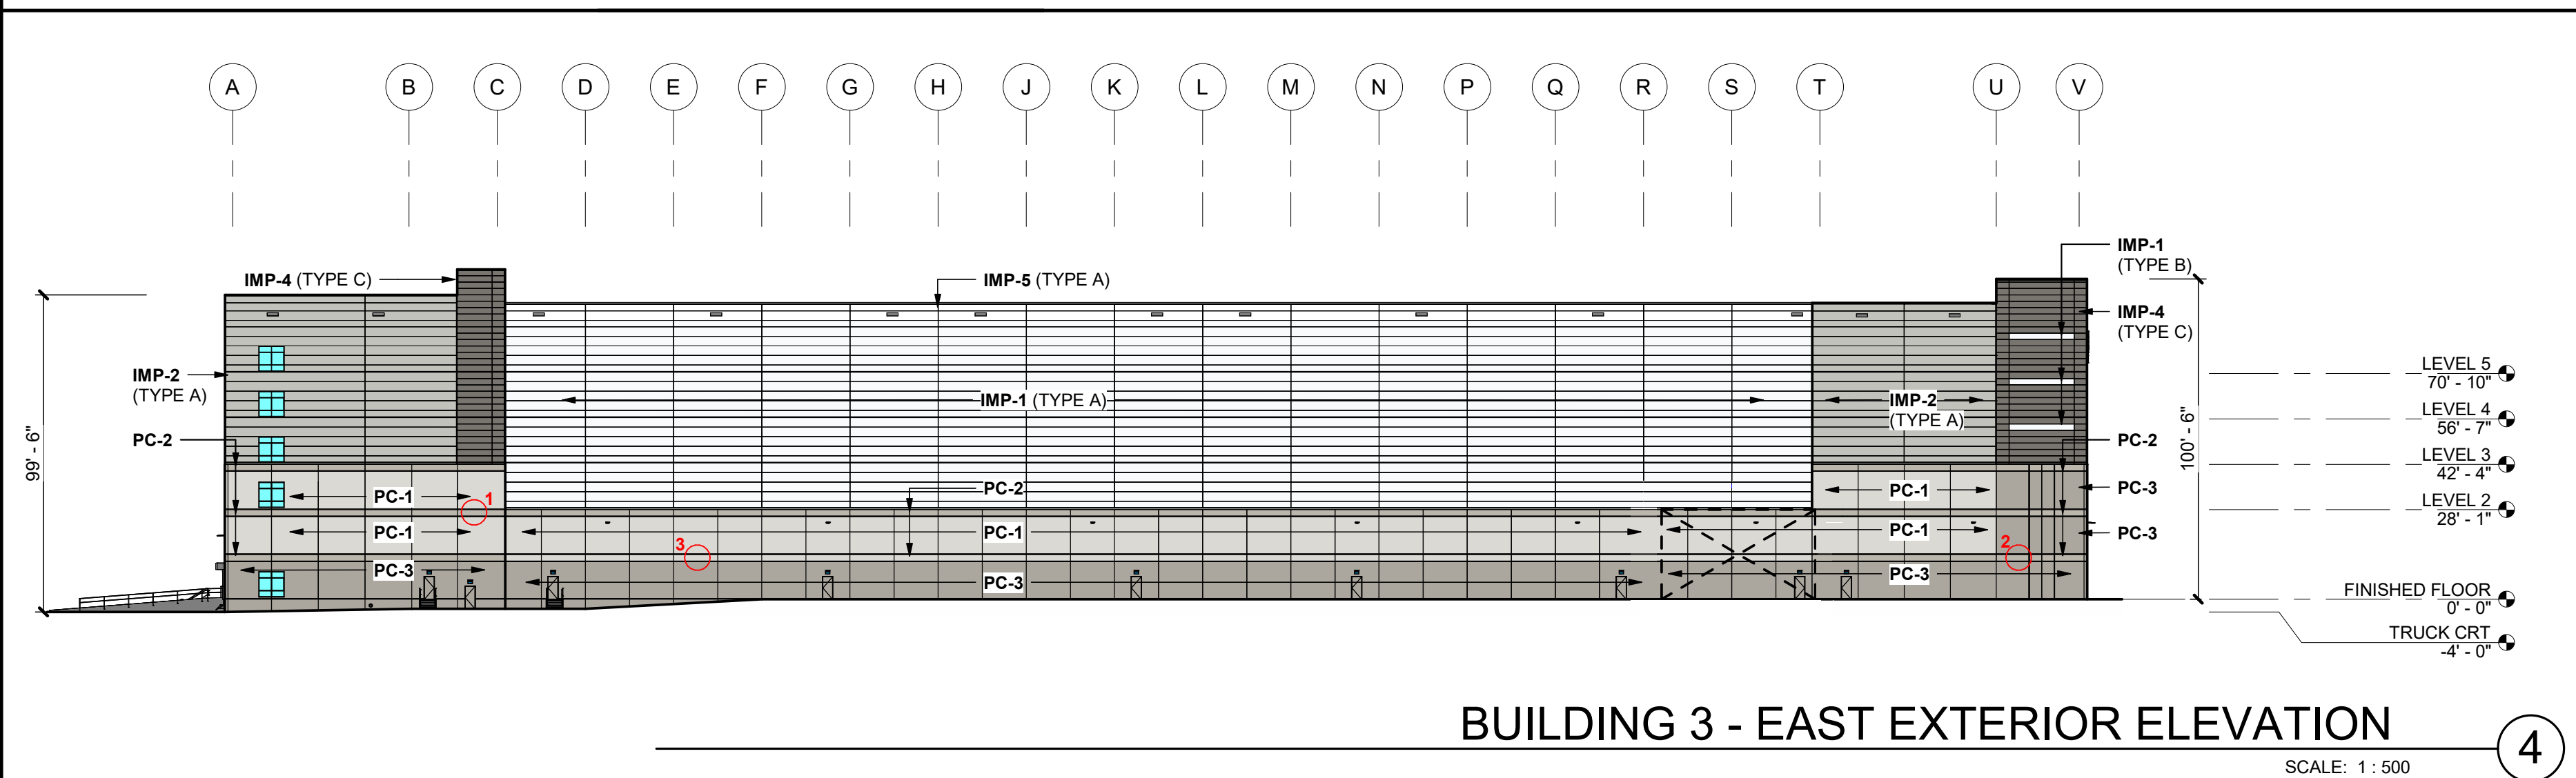 A B C D E F G H J K L M N P Q R S T U V
IMP-1
(TYPE B)
IMP-4 (TYPE C)
IMP-5 (TYPE A)
IMP-4
(TYPE C)
IMP-2
(TYPE A)
IMP-1 (TYPE A)
IMP-2
(TYPE A)
LEVEL 5
70' - 10"
LEVEL 4
56' - 7"
99' - 6"
100' - 6"
PC-2
PC-2
LEVEL 3
42' - 4"
PC-1
1
PC-2
PC-1
PC-3
LEVEL 2
28' - 1"
PC-1
PC-1
PC-1
PC-3
3
2
PC-3
PC-3
PC-3
FINISHED FLOOR
0' - 0"
TRUCK CRT
-4' - 0"
BUILDING 3 - EAST EXTERIOR ELEVATION
4
SCALE: 1 : 500